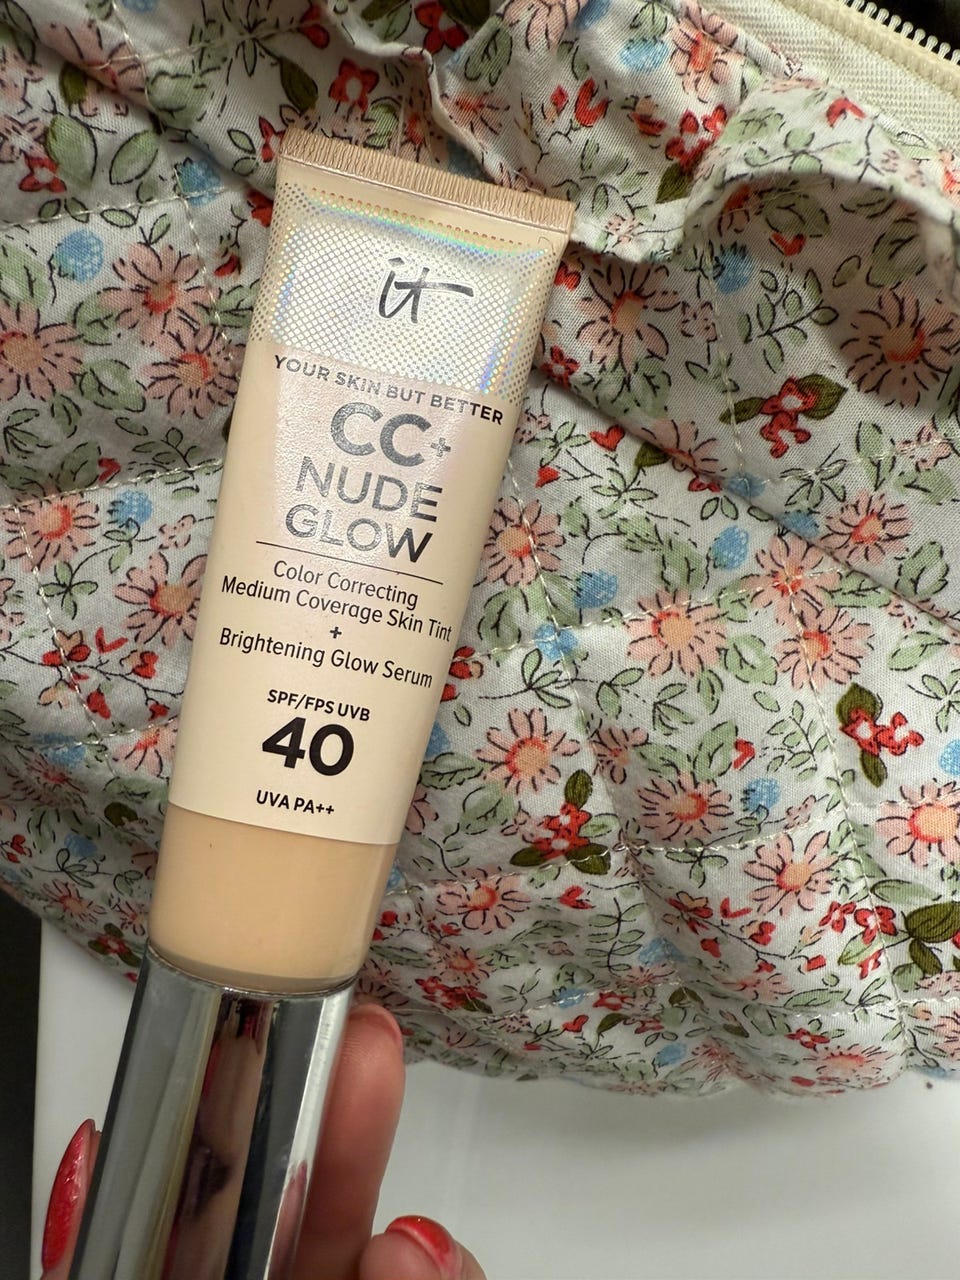 it
YOUR SKIN BUT BETTER
CC+
NUDE
GLOW
Color Correcting
Medium Coverage Skin Tint
+
Brightening Glow Serum
SPF/FPS UVB
40
UVA PA++